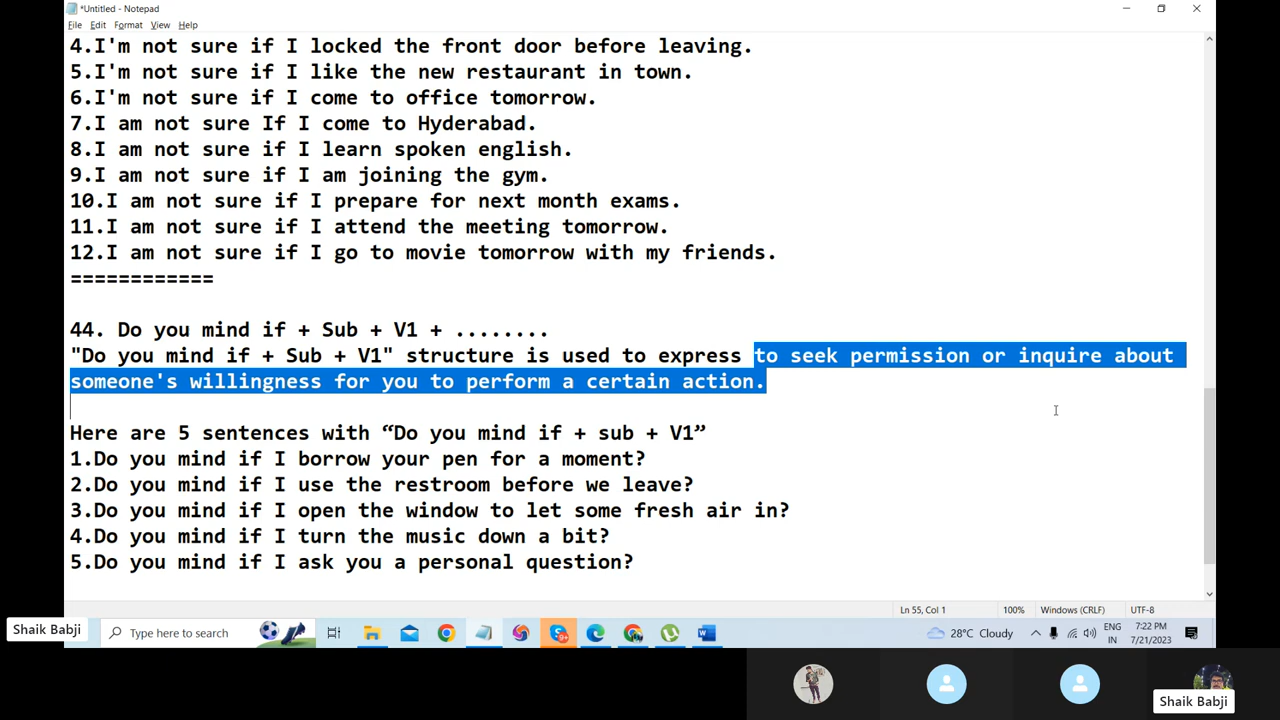 *Untitled - Notepad
File Edit Format View Help
4.I'm not sure if I locked the front door before leaving.
5.I'm not sure if I like the new restaurant in town.
6.I'm not sure if I come to office tomorrow.
7.I am not sure If I come to Hyderabad.
8.I am not sure if I learn spoken english.
9.I am not sure if I am joining the gym.
10.I am not sure if I prepare for next month exams.
11.I am not sure if I attend the meeting tomorrow.
12.I am not sure if I go to movie tomorrow with my friends.
============
44. Do you mind if + Sub + V1 + ........
"Do you mind if + Sub + V1" structure is used to express to seek permission or inquire about
someone's willingness for you to perform a certain action.
Here are 5 sentences with “Do you mind if + sub + V1”
1.Do you mind if I borrow your pen for a moment?
2.Do you mind if I use the restroom before we leave?
3.Do you mind if I open the window to let some fresh air in?
4.Do you mind if I turn the music down a bit?
5.Do you mind if I ask you a personal question?
Ln 55, Col 1 100% Windows (CRLF) UTF-8
Shaik Babji
Type here to search
28°C Cloudy
ENG
IN
7:22 PM
7/21/2023
Shaik Babji